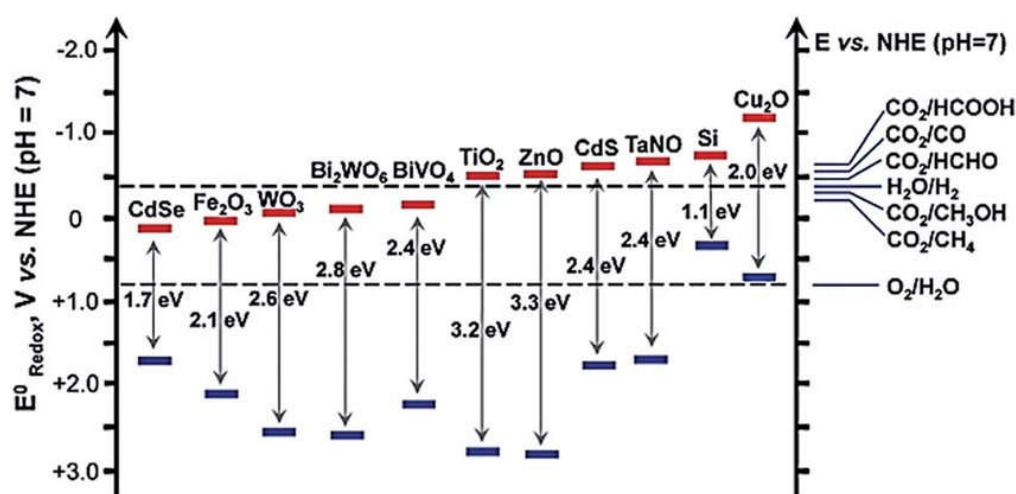 E⁰Redox, V vs. NHE (pH = 7)
-2.0
-1.0
0
+1.0
+2.0
+3.0
CdSe
1.7 eV
Fe₂O₃
2.1 eV
WO₃
2.6 eV
Bi₂WO₆
2.8 eV
BiVO₄
2.4 eV
TiO₂
3.2 eV
ZnO
3.3 eV
CdS
2.4 eV
TaNO
2.4 eV
Si
1.1 eV
Cu₂O
2.0 eV
E vs. NHE (pH=7)
CO₂/HCOOH
CO₂/CO
CO₂/HCHO
H₂O/H₂
CO₂/CH₃OH
CO₂/CH₄
O₂/H₂O